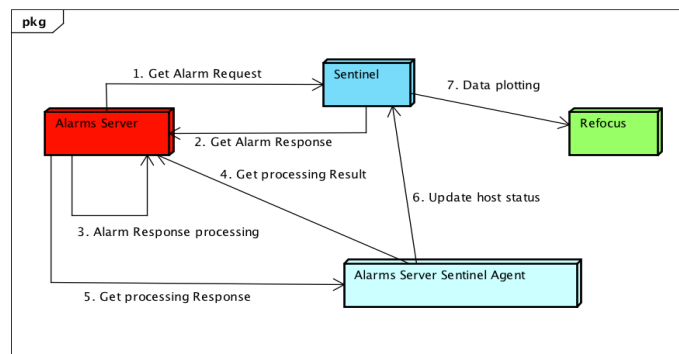 pkg
1. Get Alarm Request
Sentinel
7. Data plotting
Alarms Server
Refocus
2. Get Alarm Response
4. Get processing Result
6. Update host status
3. Alarm Response processing
Alarms Server Sentinel Agent
5. Get processing Response